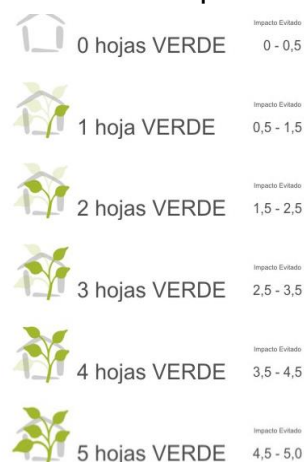 Impacto Evitado
0 hojas VERDE 0 - 0,5
Impacto Evitado
1 hoja VERDE 0,5 - 1,5
Impacto Evitado
2 hojas VERDE 1,5 - 2,5
Impacto Evitado
3 hojas VERDE 2,5 - 3,5
Impacto Evitado
4 hojas VERDE 3,5 - 4,5
Impacto Evitado
5 hojas VERDE 4,5 - 5,0